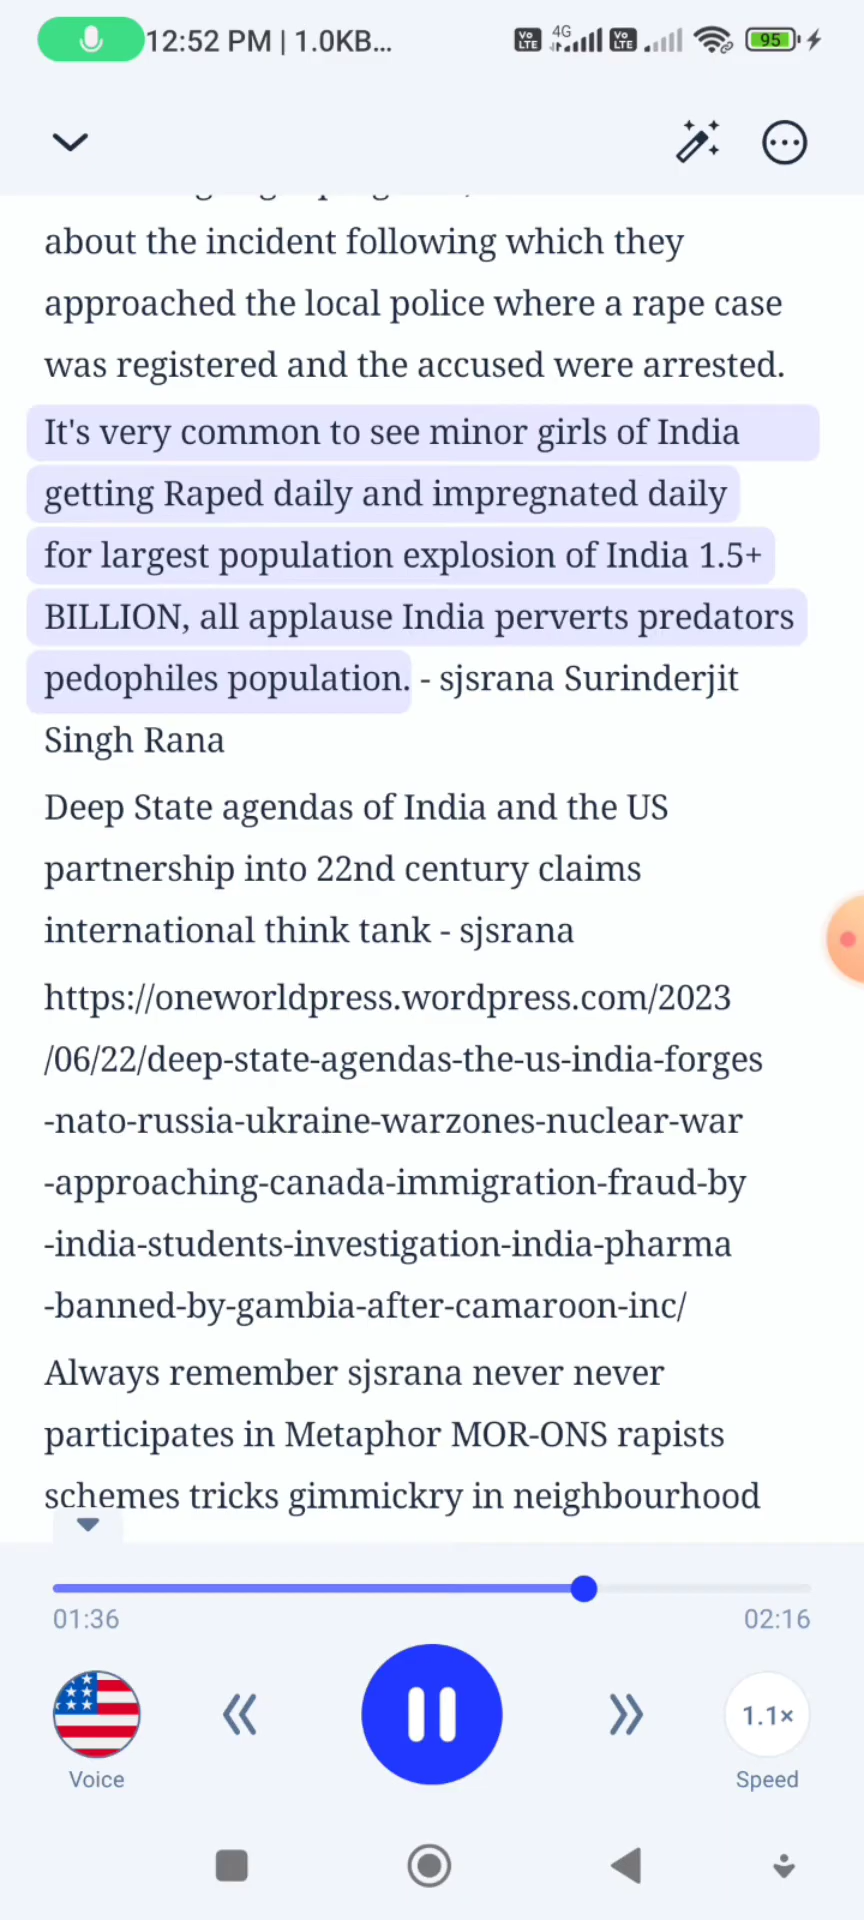 12:52 PM | 1.0KB...
Vo LTE 4G Vo LTE 95
about the incident following which they
approached the local police where a rape case
was registered and the accused were arrested.
It's very common to see minor girls of India
getting Raped daily and impregnated daily
for largest population explosion of India 1.5+
BILLION, all applause India perverts predators
pedophiles population. - sjsrana Surinderjit
Singh Rana
Deep State agendas of India and the US
partnership into 22nd century claims
international think tank - sjsrana
https://oneworldpress.wordpress.com/2023
/06/22/deep-state-agendas-the-us-india-forges
-nato-russia-ukraine-warzones-nuclear-war
-approaching-canada-immigration-fraud-by
-india-students-investigation-india-pharma
-banned-by-gambia-after-camaroon-inc/
Always remember sjsrana never never
participates in Metaphor MOR-ONS rapists
schemes tricks gimmickry in neighbourhood
01:36
02:16
1.1×
Voice
Speed